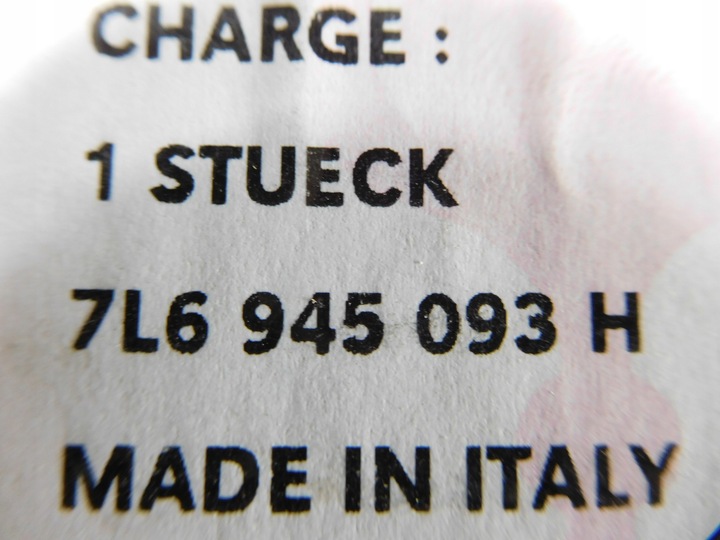 CHARGE :
1 STUECK
7L6 945 093 H
MADE IN ITALY